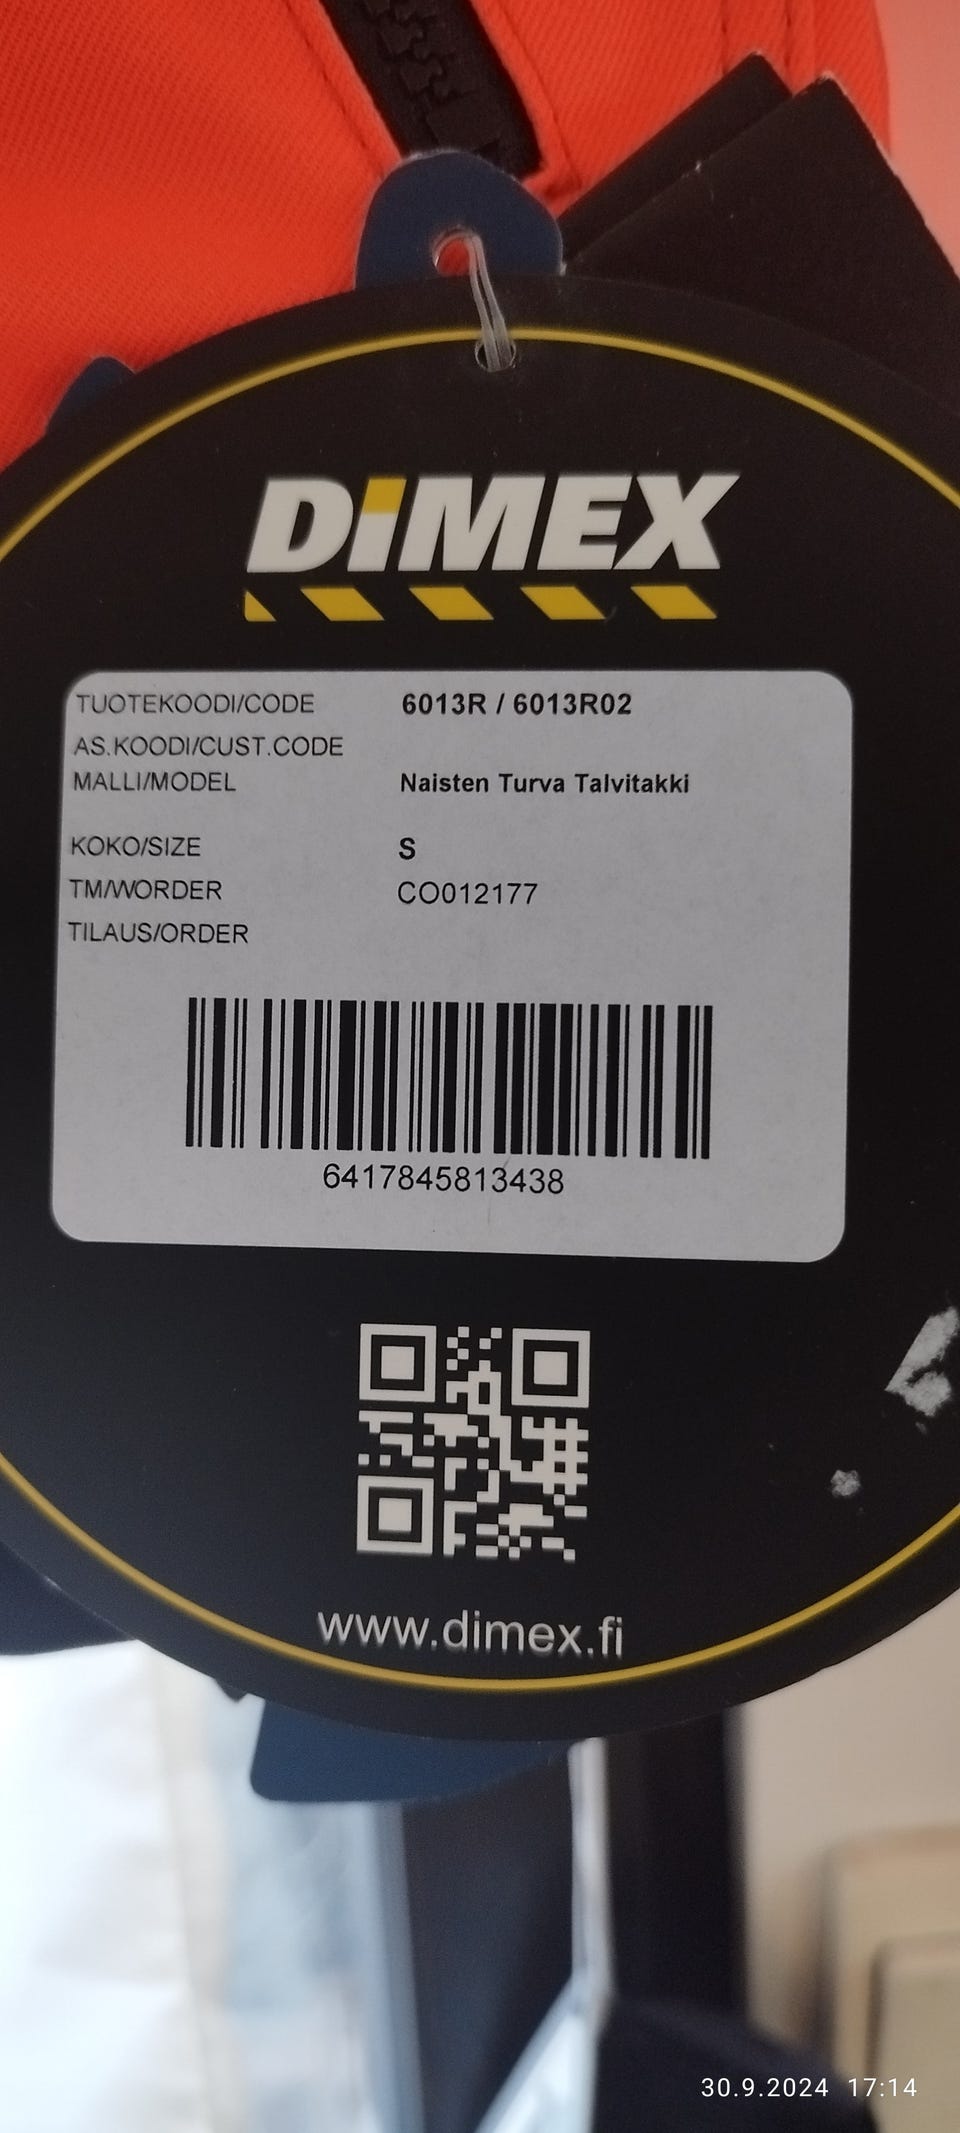 DiMEX
TUOTEKOODI/CODE 6013R / 6013R02
AS.KOODI/CUST.CODE
MALLI/MODEL Naisten Turva Talvitakki
KOKO/SIZE S
TM/WORDER CO012177
TILAUS/ORDER
6417845813438
www.dimex.fi
30.9.2024 17:14